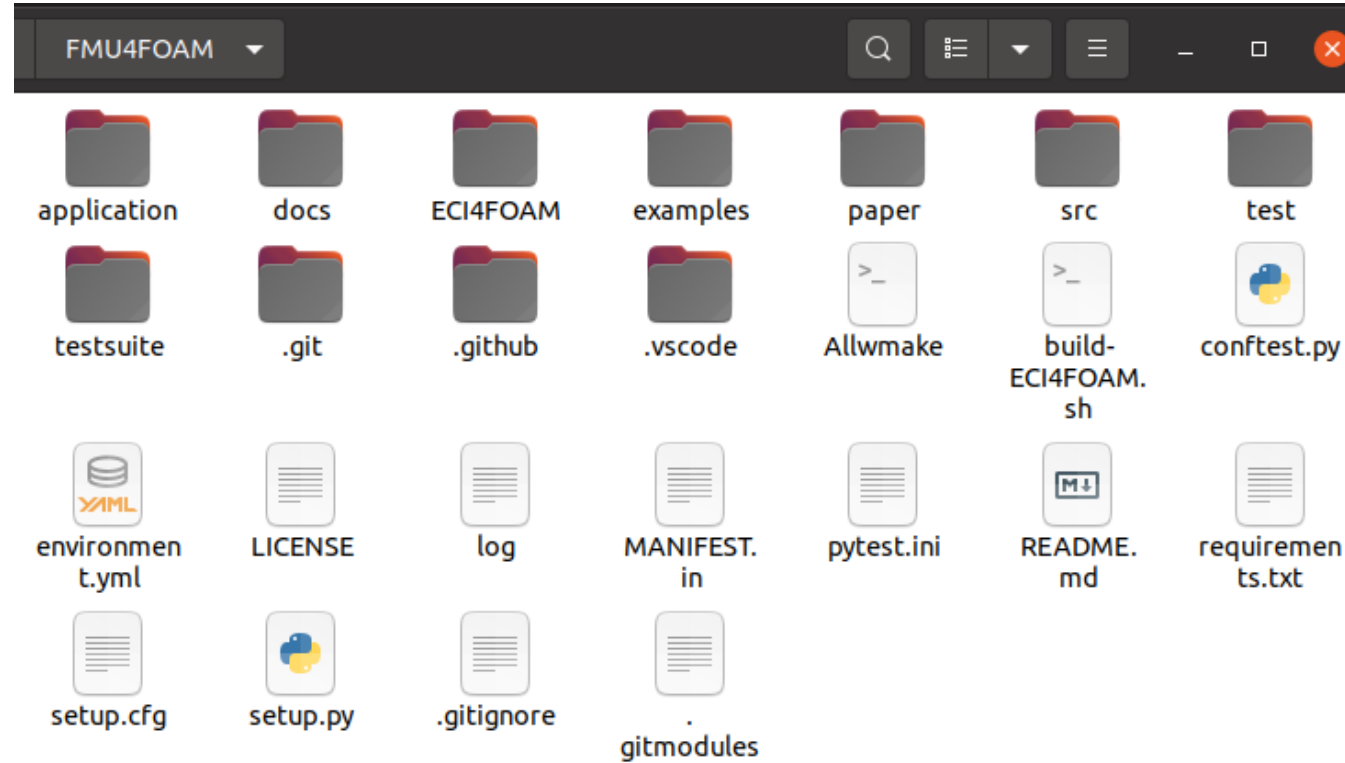 FMU4FOAM
application docs ECI4FOAM examples paper src test
>_ >_
testsuite .git .github .vscode Allwmake build- conftest.py
ECI4FOAM.
sh
YAML M
environmen LICENSE log MANIFEST. pytest.ini README. requiremen
t.yml in md ts.txt
setup.cfg setup.py .gitignore .
gitmodules